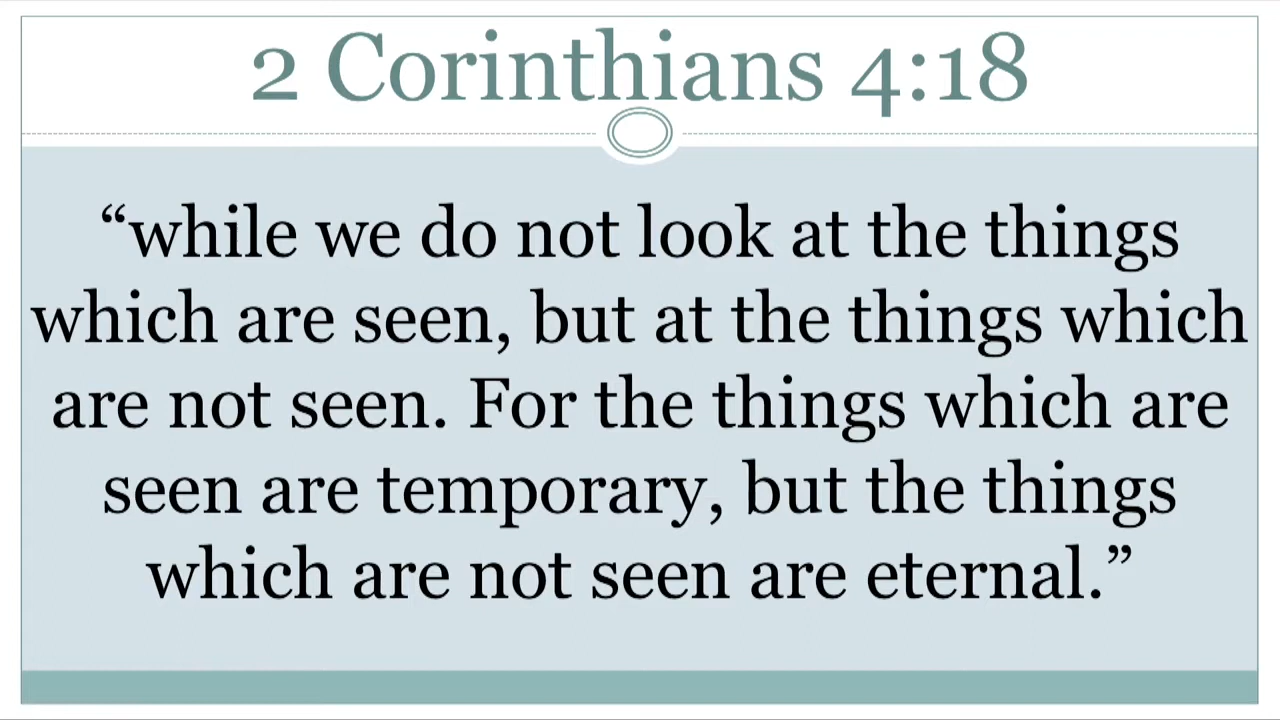 2 Corinthians 4:18
“while we do not look at the things
which are seen, but at the things which
are not seen. For the things which are
seen are temporary, but the things
which are not seen are eternal.”